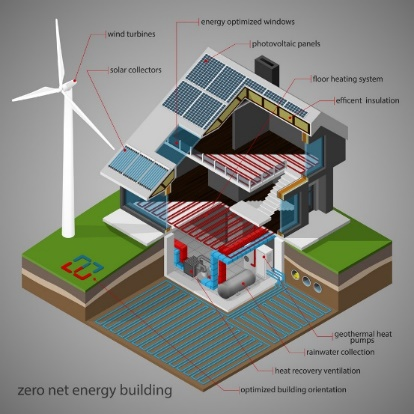 energy optimized windows
wind turbines
photovoltaic panels
solar collectors
floor heating system
efficent insulation
geothermal heat
pumps
rainwater collection
heat recovery ventilation
zero net energy building
optimized building orientation